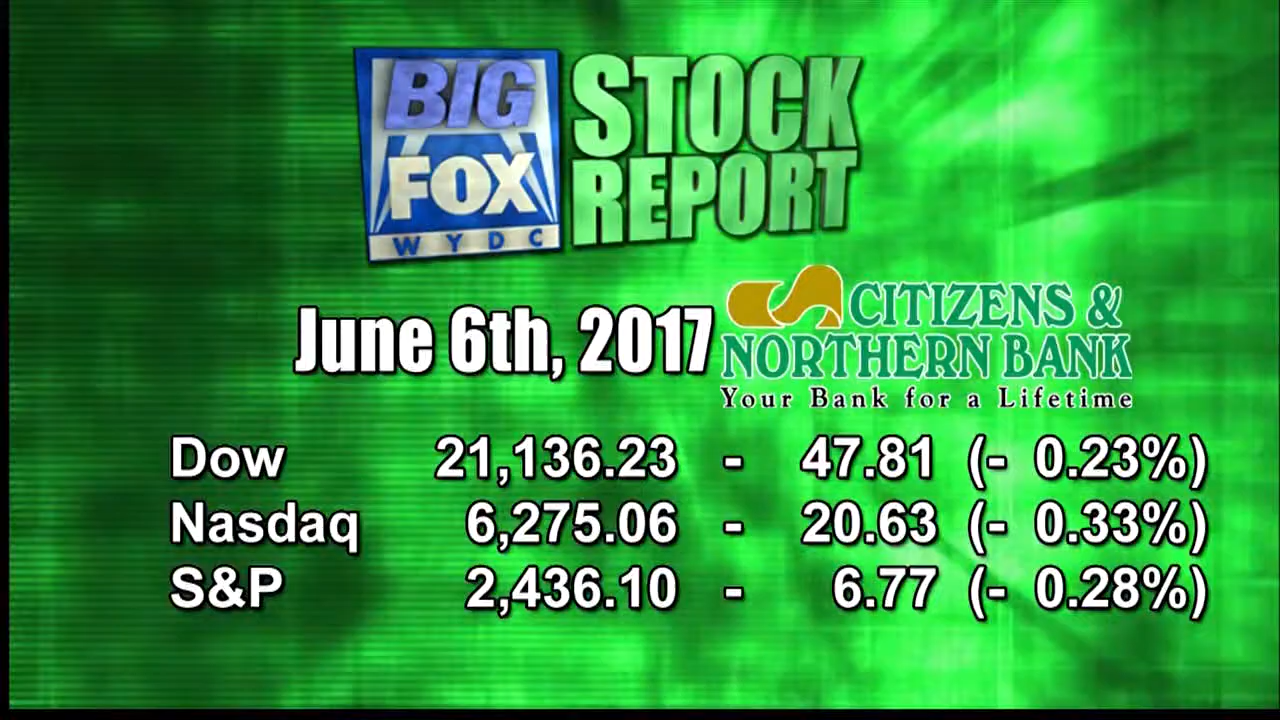 BIG
FOX
WYDC
STOCK
REPORT
June 6th, 2017
CITIZENS &
NORTHERN BANK
Your Bank for a Lifetime
Dow 21,136.23 - 47.81 (- 0.23%)
Nasdaq 6,275.06 - 20.63 (- 0.33%)
S&P 2,436.10 - 6.77 (- 0.28%)